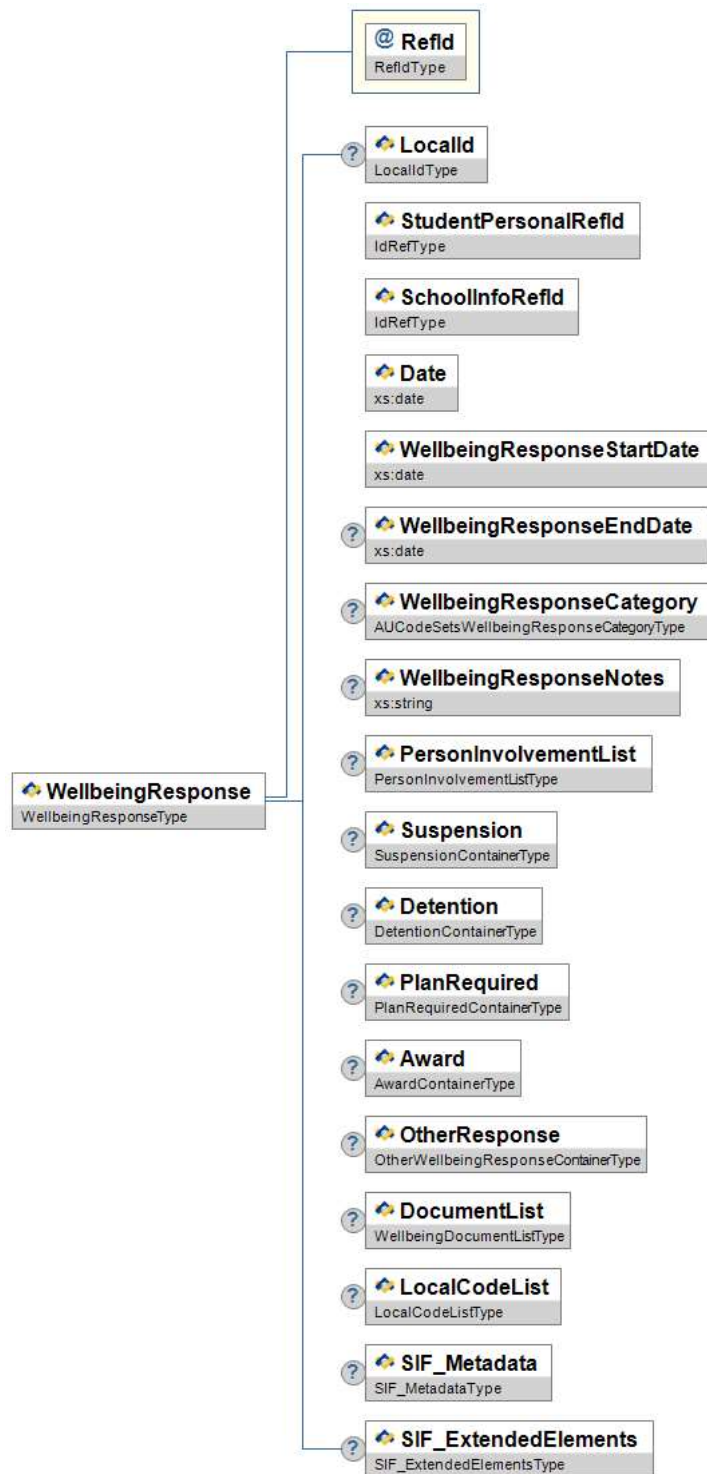 @ RefId
RefIdType
? LocalId
LocalIdType
StudentPersonalRefId
IdRefType
SchoolInfoRefId
IdRefType
Date
xs:date
WellbeingResponseStartDate
xs:date
? WellbeingResponseEndDate
xs:date
? WellbeingResponseCategory
AUCodeSetsWellbeingResponseCategoryType
? WellbeingResponseNotes
xs:string
? PersonInvolvementList
PersonInvolvementListType
WellbeingResponse
WellbeingResponseType
? Suspension
SuspensionContainerType
? Detention
DetentionContainerType
? PlanRequired
PlanRequiredContainerType
? Award
AwardContainerType
? OtherResponse
OtherWellbeingResponseContainerType
? DocumentList
WellbeingDocumentListType
? LocalCodeList
LocalCodeListType
? SIF_Metadata
SIF_MetadataType
? SIF_ExtendedElements
SIF_ExtendedElementsType